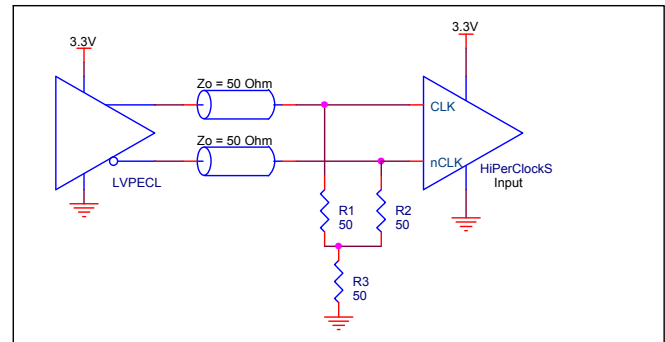 3.3V
3.3V
Zo = 50 Ohm
CLK
Zo = 50 Ohm
nCLK
LVPECL
HiPerClockS
Input
R1
50
R2
50
R3
50